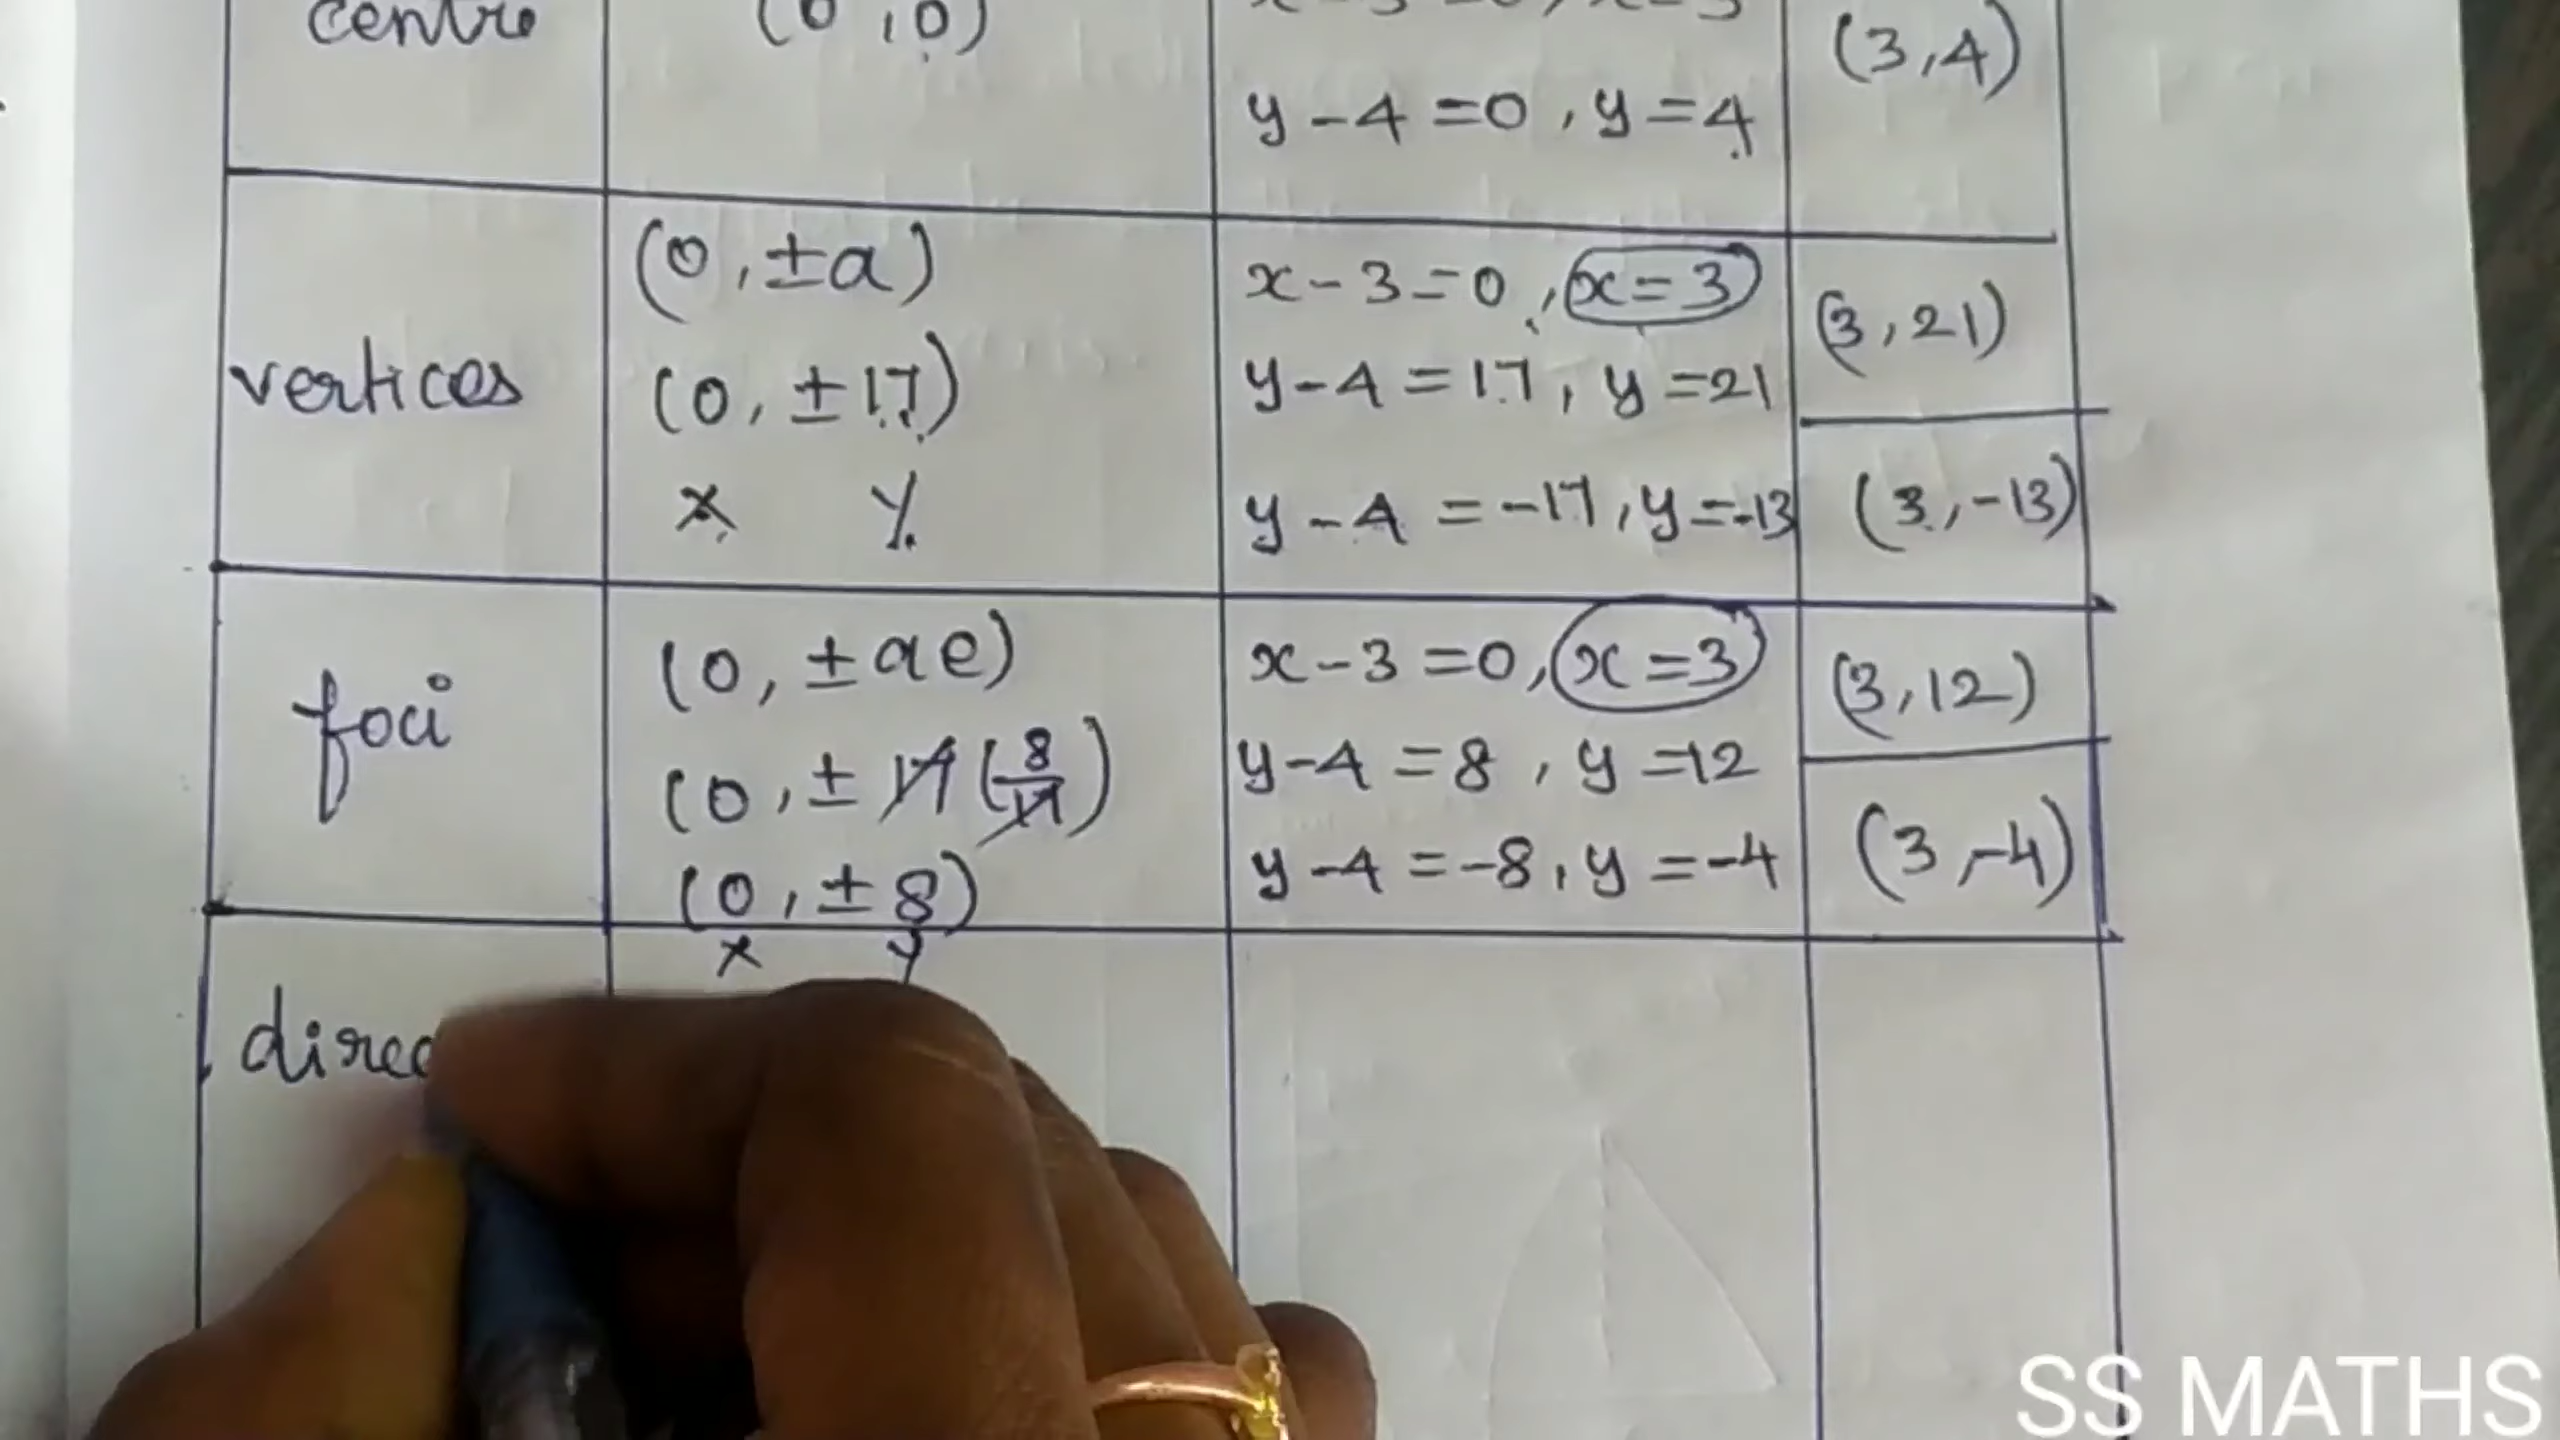 centre
(0,0)
y-4=0, y=4
(3,4)
vertices
(0,±a)
(0,±17)
X Y
x-3=0, x=3
y-4=17, y=21
y-4=-17, y=-13
(3,21)
(3,-13)
foci
(0,±ae)
(0,±17(8/17))
(0,±8)
X Y
x-3=0, x=3
y-4=8, y=12
y-4=-8, y=-4
(3,12)
(3,-4)
direc
SS MATHS